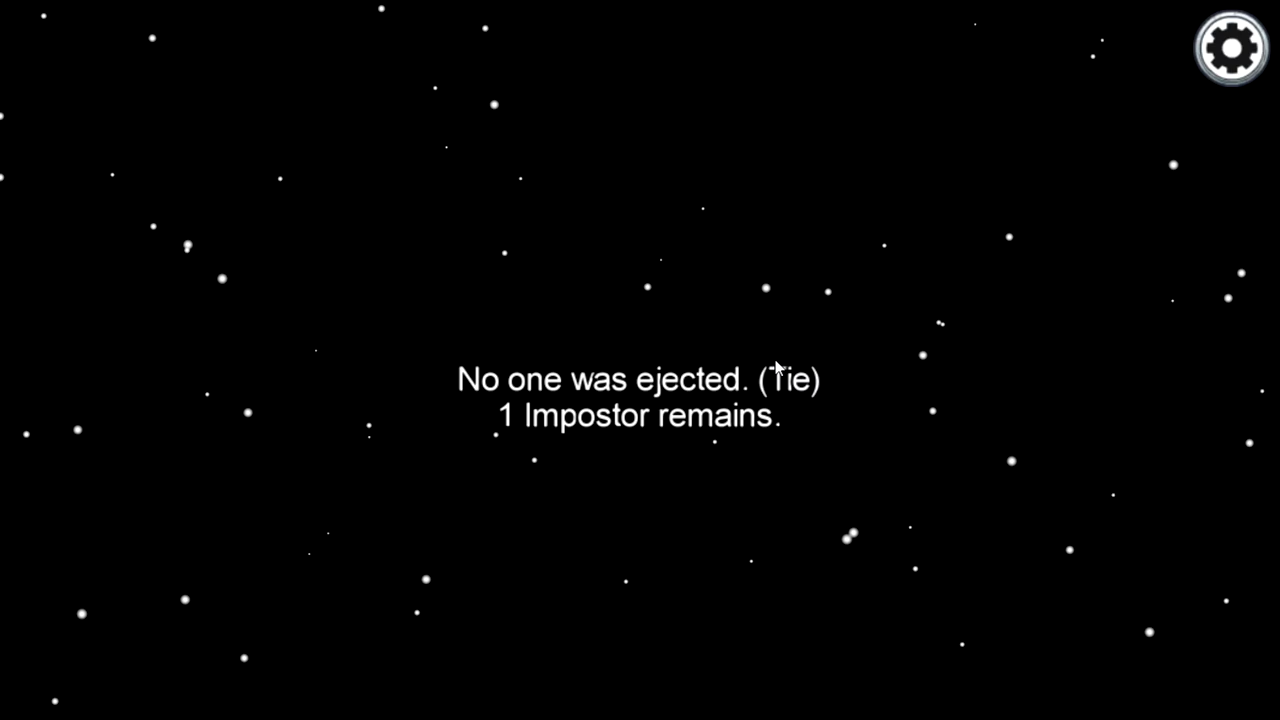 No one was ejected. (Tie)
1 Impostor remains.